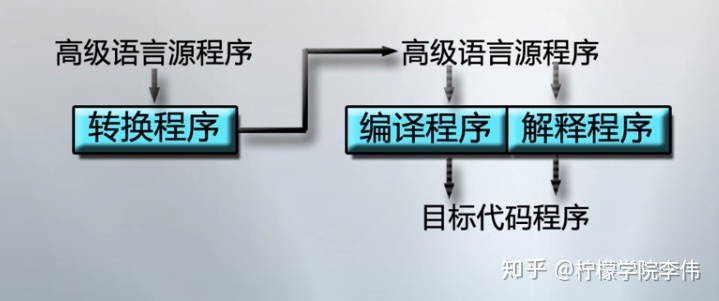 高级语言源程序
高级语言源程序
转换程序
编译程序
解释程序
目标代码程序
知乎 @柠檬学院李伟